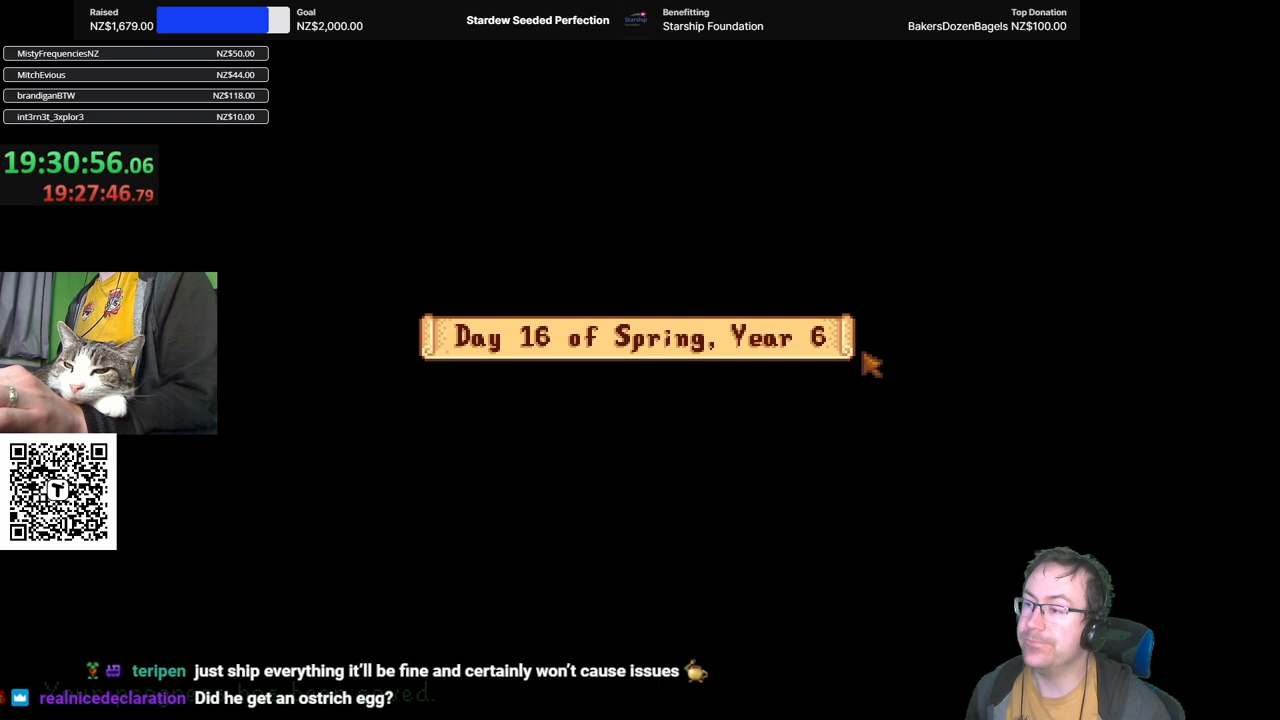 Raised
NZ$1,679.00
Goal
NZ$2,000.00
Stardew Seeded Perfection
Starship
Benefitting
Starship Foundation
Top Donation
BakersDozenBagels NZ$100.00
MistyFrequenciesNZ NZ$50.00
MitchEvious NZ$44.00
brandiganBTW NZ$118.00
int3rn3t_3xplor3 NZ$10.00
19:30:56.06
19:27:46.79
Day 16 of Spring, Year 6
T
teripen just ship everything it'll be fine and certainly won't cause issues
realnicedeclaration Did he get an ostrich egg?